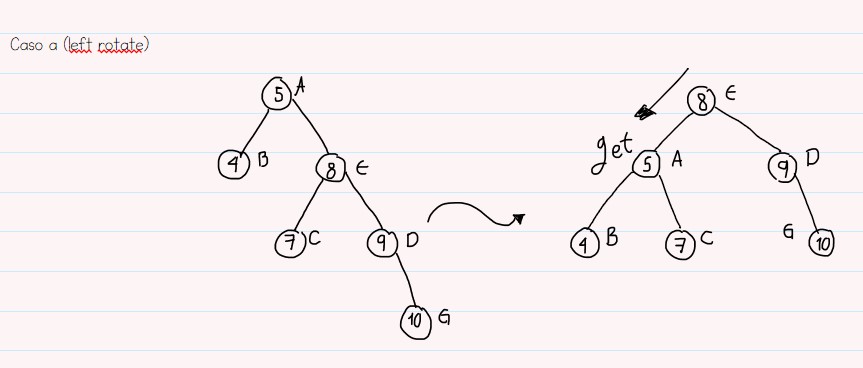 Caso a (left rotate)
5 A
8 E
get
4 B
8 E
5 A
9 D
7 C
9 D
4 B
7 C
G 10
10 G